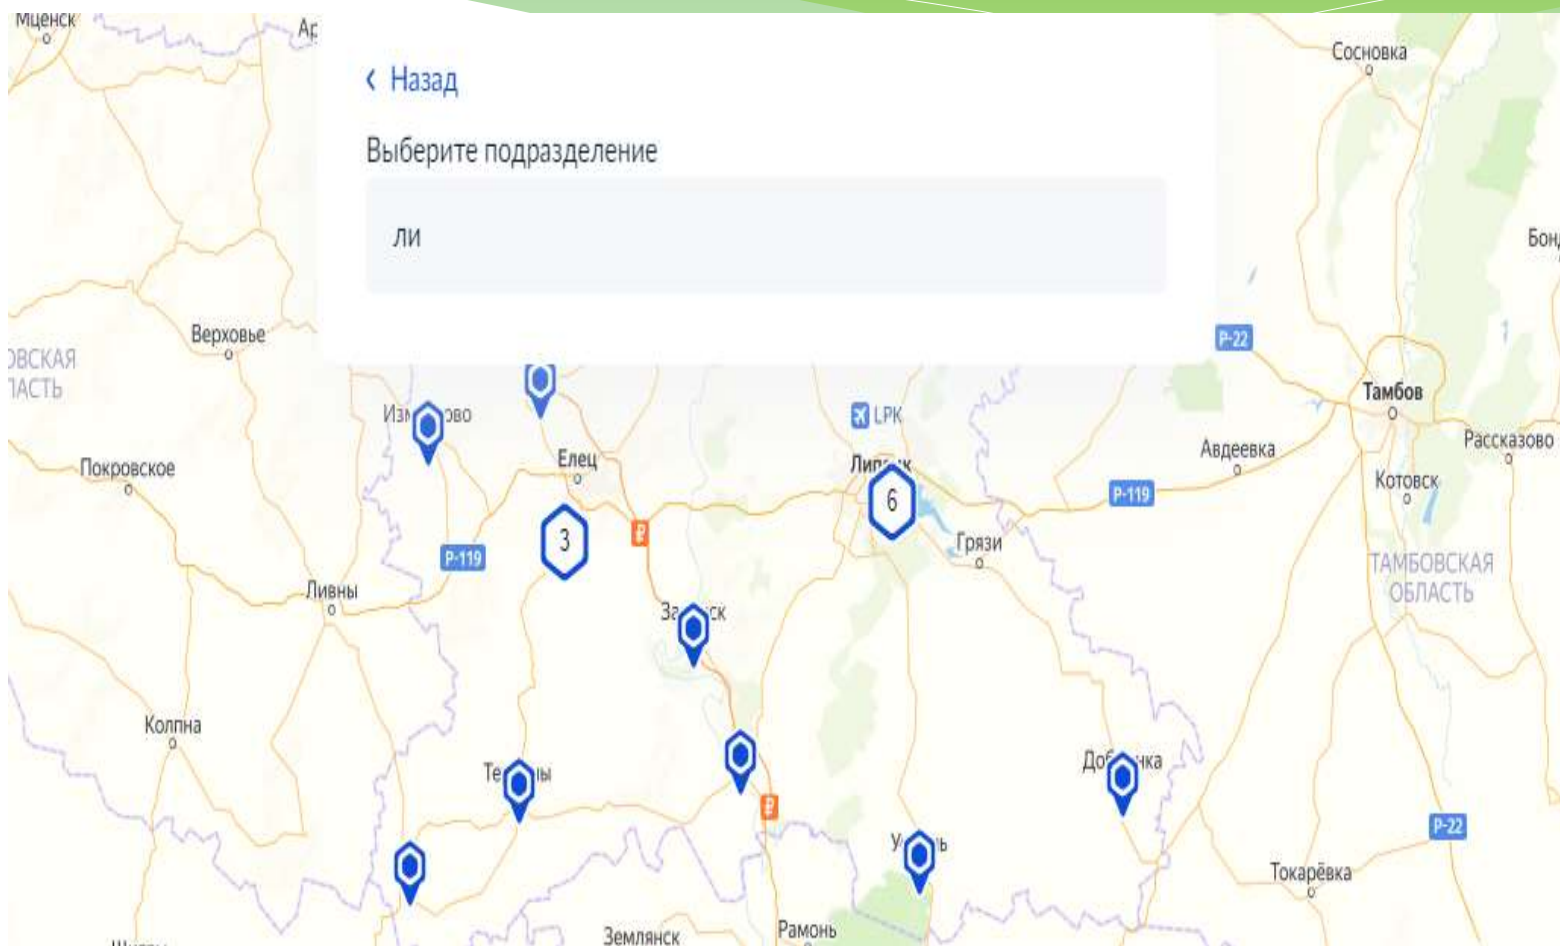 Мценск
Сосновка
‹ Назад
Выберите подразделение
ли
Верховье
Р-22
Тамбов
LPK
Рассказово
Авдеевка
Елец
Покровское
Котовск
Р-119
6
3
Грязи
Р-119
ТАМБОВСКАЯ
ОБЛАСТЬ
Ливны
Колпна
Р-22
Токарёвка
Рамонь
Землянск